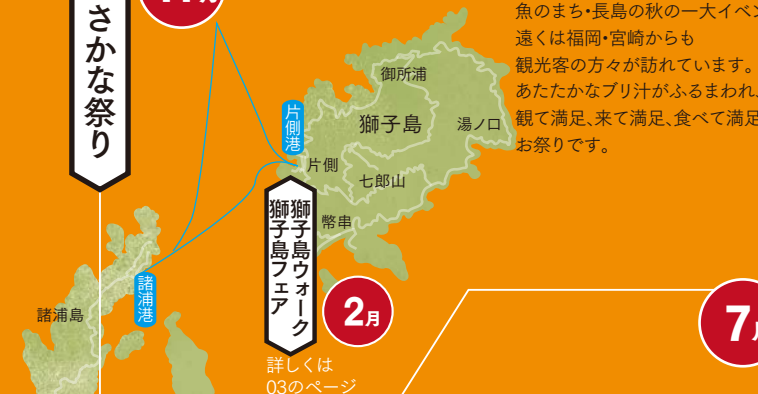 さかな祭り
魚のまち・長島の秋の一大イベン
遠くは福岡・宮崎からも
観光客の方々が訪れています。
あたたかなブリ汁がふるまわれ、
観て満足、来て満足、食べて満足
お祭りです。
御所浦
獅子島
湯ノ口
片側港
片側
七郎山
幣串
獅子島ウォーク
獅子島フェア
2月
詳しくは
03のページ
諸浦港
諸浦島
7月